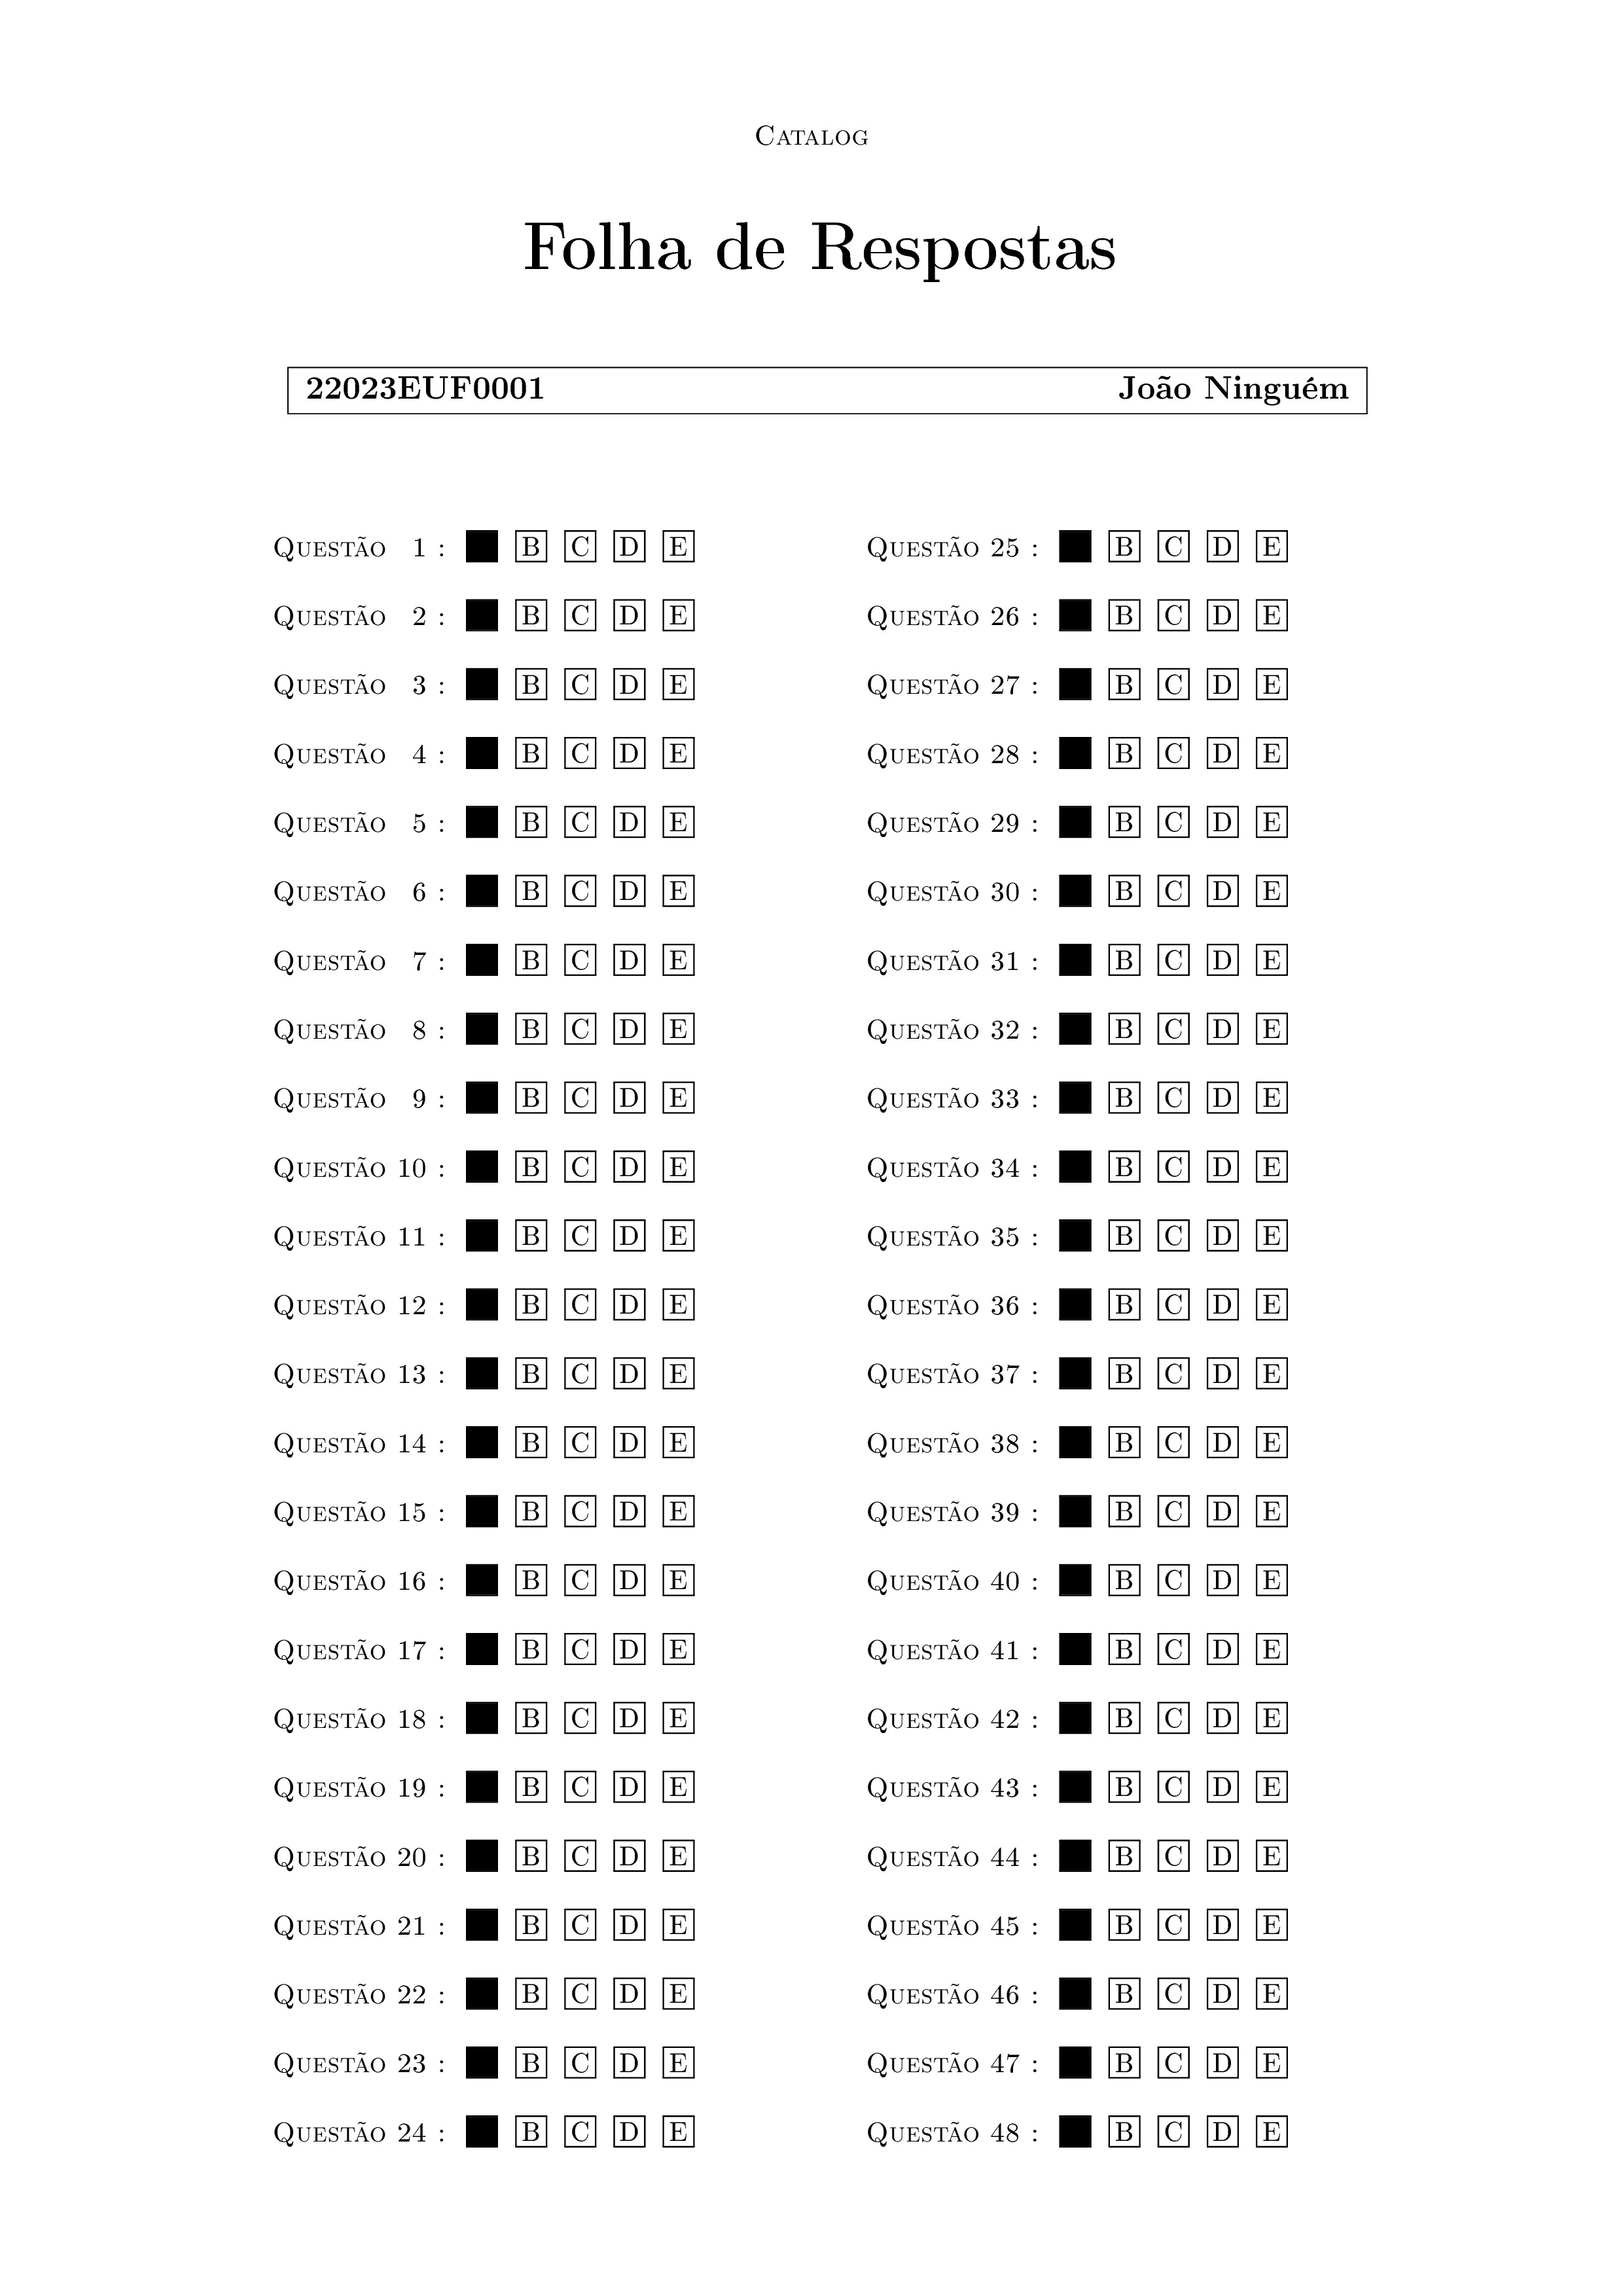 Catalog
Folha de Respostas
22023EUF0001 João Ninguém
Questão 1 : B C D E
Questão 2 : B C D E
Questão 3 : B C D E
Questão 4 : B C D E
Questão 5 : B C D E
Questão 6 : B C D E
Questão 7 : B C D E
Questão 8 : B C D E
Questão 9 : B C D E
Questão 10 : B C D E
Questão 11 : B C D E
Questão 12 : B C D E
Questão 13 : B C D E
Questão 14 : B C D E
Questão 15 : B C D E
Questão 16 : B C D E
Questão 17 : B C D E
Questão 18 : B C D E
Questão 19 : B C D E
Questão 20 : B C D E
Questão 21 : B C D E
Questão 22 : B C D E
Questão 23 : B C D E
Questão 24 : B C D E
Questão 25 : B C D E
Questão 26 : B C D E
Questão 27 : B C D E
Questão 28 : B C D E
Questão 29 : B C D E
Questão 30 : B C D E
Questão 31 : B C D E
Questão 32 : B C D E
Questão 33 : B C D E
Questão 34 : B C D E
Questão 35 : B C D E
Questão 36 : B C D E
Questão 37 : B C D E
Questão 38 : B C D E
Questão 39 : B C D E
Questão 40 : B C D E
Questão 41 : B C D E
Questão 42 : B C D E
Questão 43 : B C D E
Questão 44 : B C D E
Questão 45 : B C D E
Questão 46 : B C D E
Questão 47 : B C D E
Questão 48 : B C D E